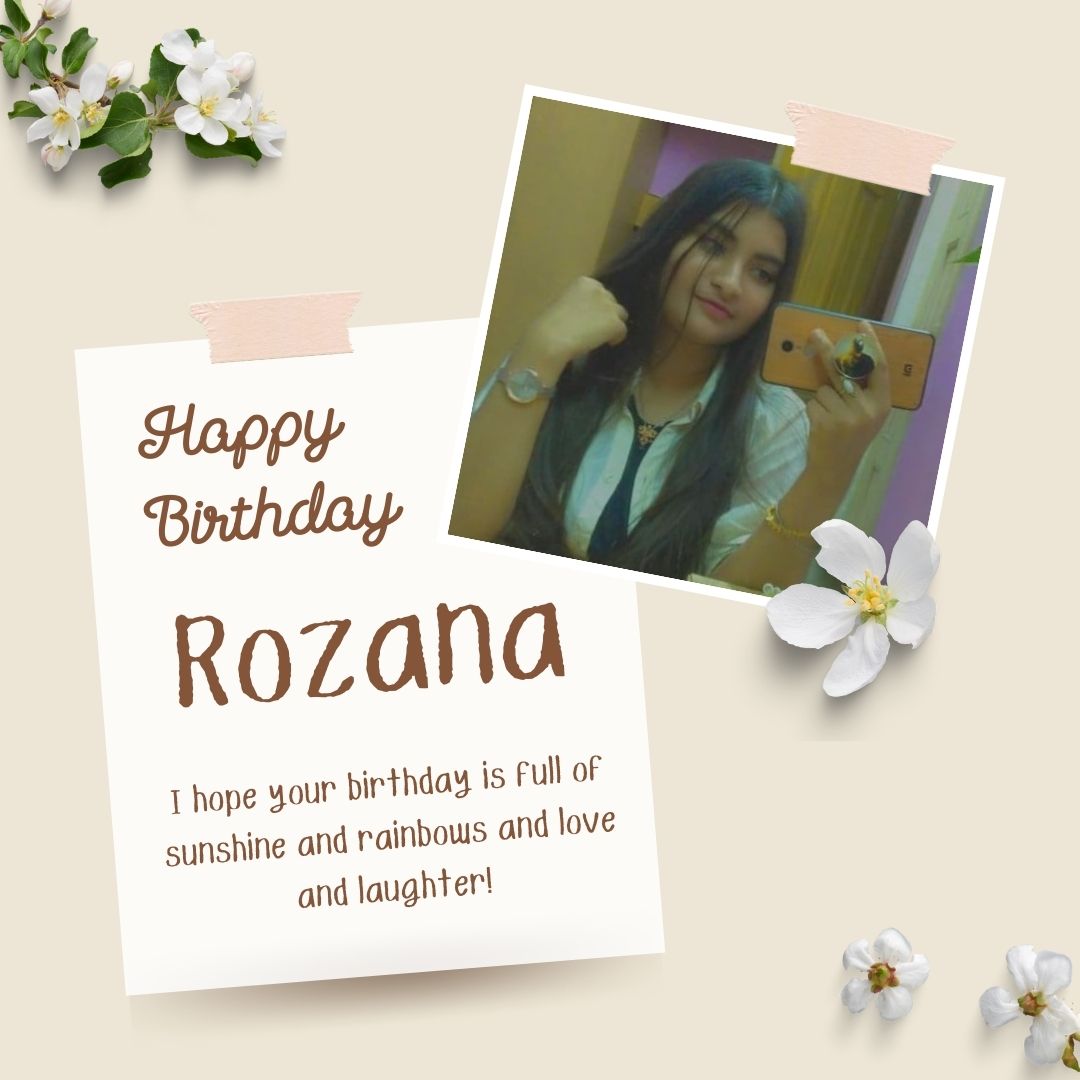 Happy
Birthday
Rozana
I hope your birthday is full of
sunshine and rainbows and love
and laughter!